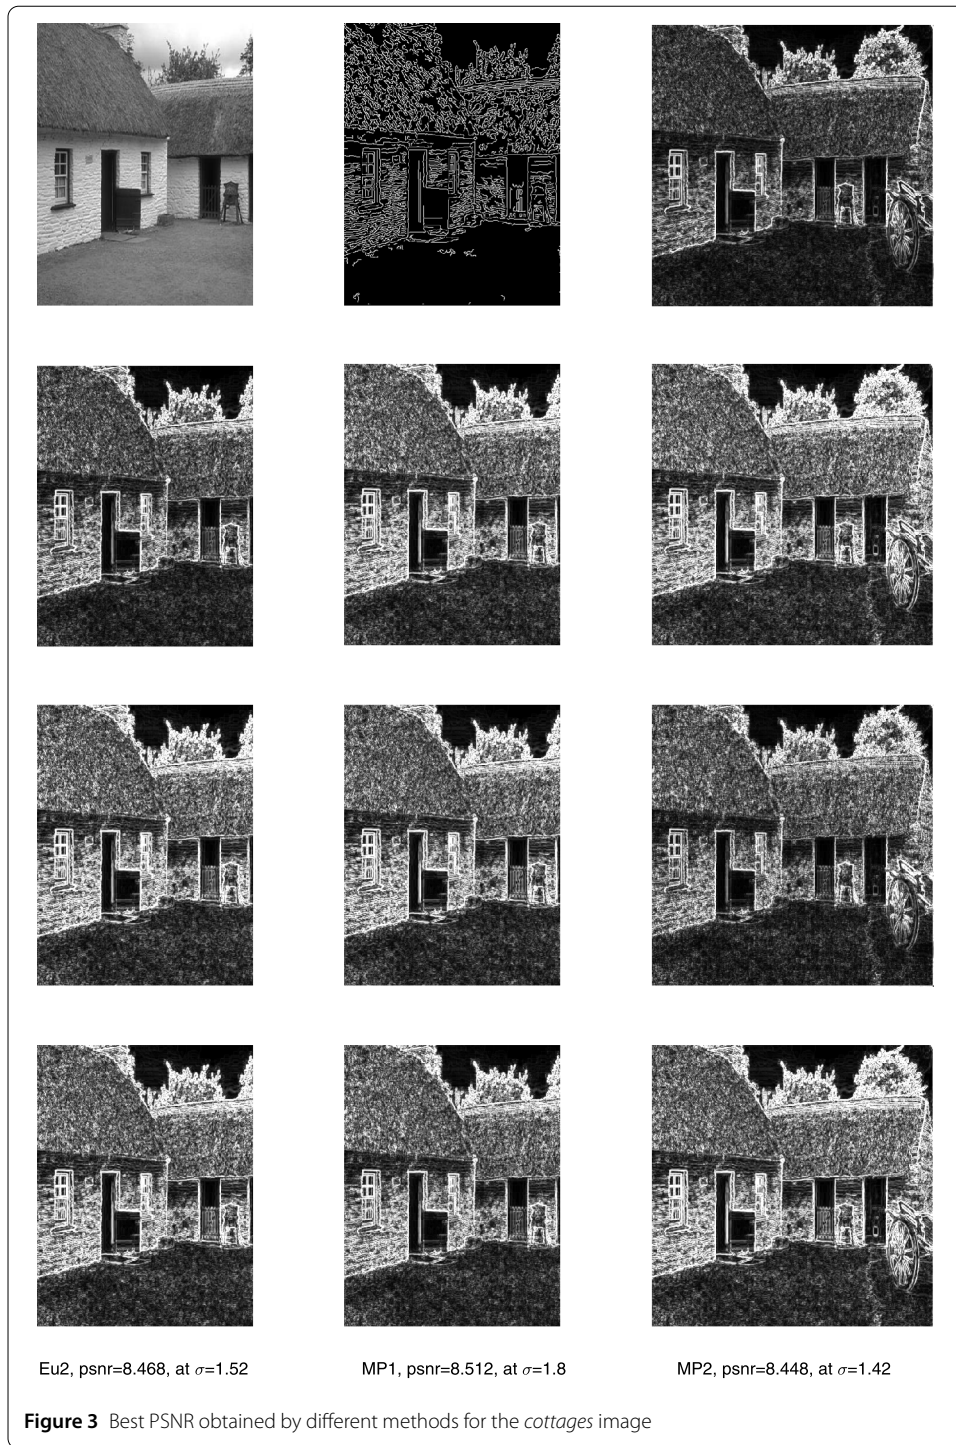 Eu2, psnr=8.468, at σ=1.52
MP1, psnr=8.512, at σ=1.8
MP2, psnr=8.448, at σ=1.42
Figure 3 Best PSNR obtained by different methods for the cottages image